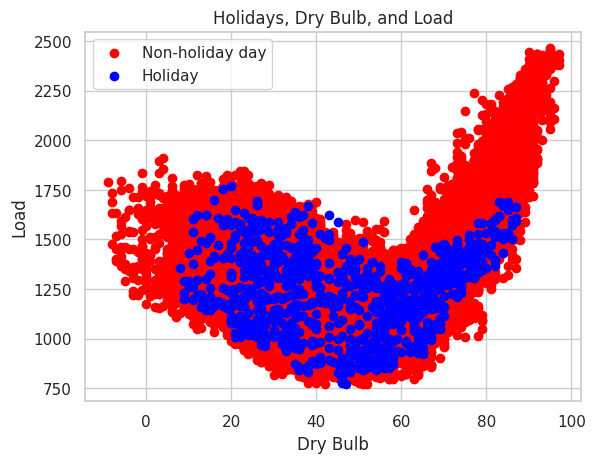 Holidays, Dry Bulb, and Load
Non-holiday day
Holiday
2500
2250
2000
1750
1500
1250
1000
750
Load
0 20 40 60 80 100
Dry Bulb